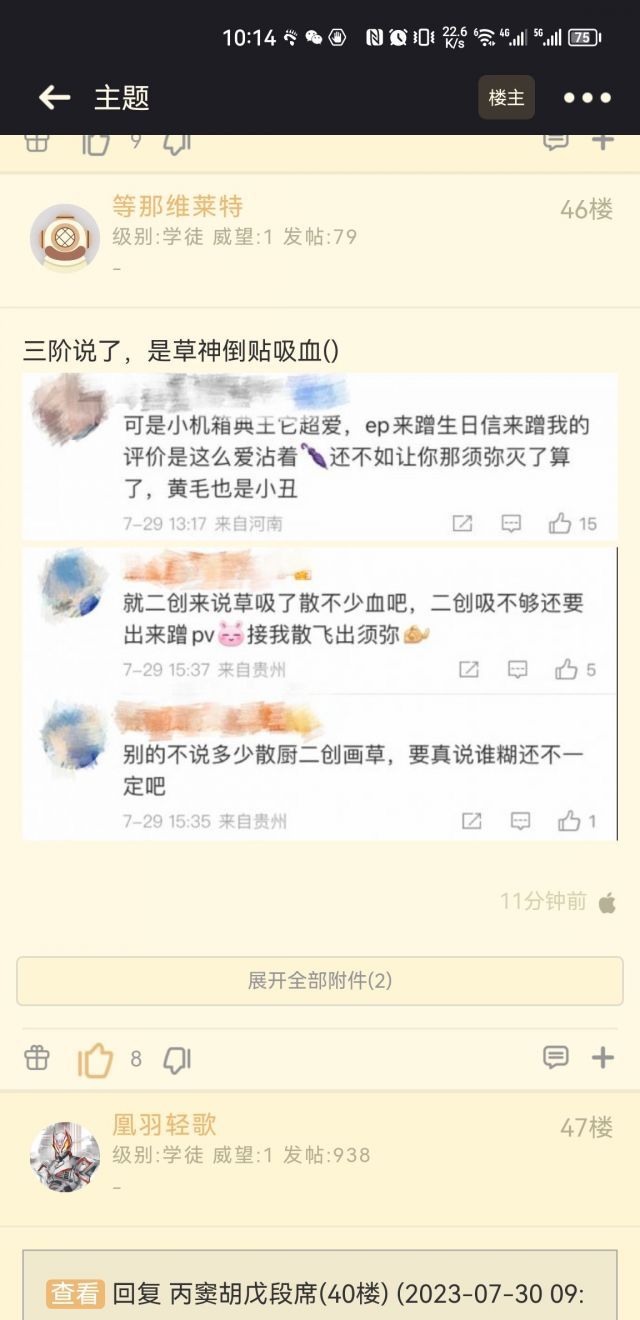 10:14
22.6 K/s
6
4G
5G
75
主题
楼主
9
等那维莱特
46楼
级别:学徒 威望:1 发帖:79
-
三阶说了，是草神倒贴吸血()
可是小机箱典王它超爱，ep来蹭生日信来蹭我的
评价是这么爱沾着🌂还不如让你那须弥灭了算
了，黄毛也是小丑
7-29 13:17 来自河南
15
就二创来说草吸了散不少血吧，二创吸不够还要
出来蹭pv接我散飞出须弥
7-29 15:37 来自贵州
5
别的不说多少散厨二创画草，要真说谁糊还不一
定吧
7-29 15:35 来自贵州
1
11分钟前
展开全部附件(2)
8
凰羽轻歌
47楼
级别:学徒 威望:1 发帖:938
-
查看 回复 丙窦胡戊段席(40楼) (2023-07-30 09: